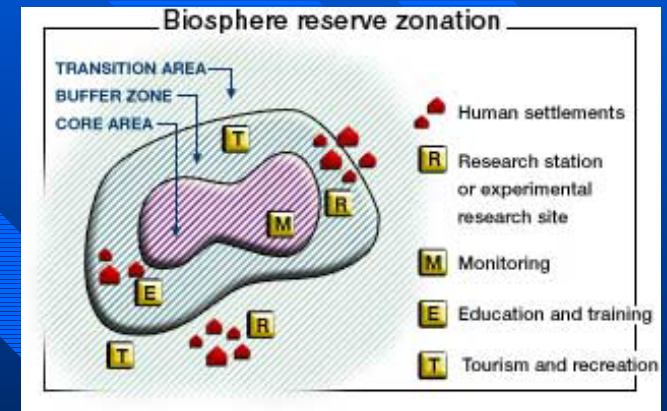 Biosphere reserve zonation
TRANSITION AREA
BUFFER ZONE
CORE AREA
T
R
M
E
R
T
Human settlements
R Research station
or experimental
research site
M Monitoring
E Education and training
T Tourism and recreation